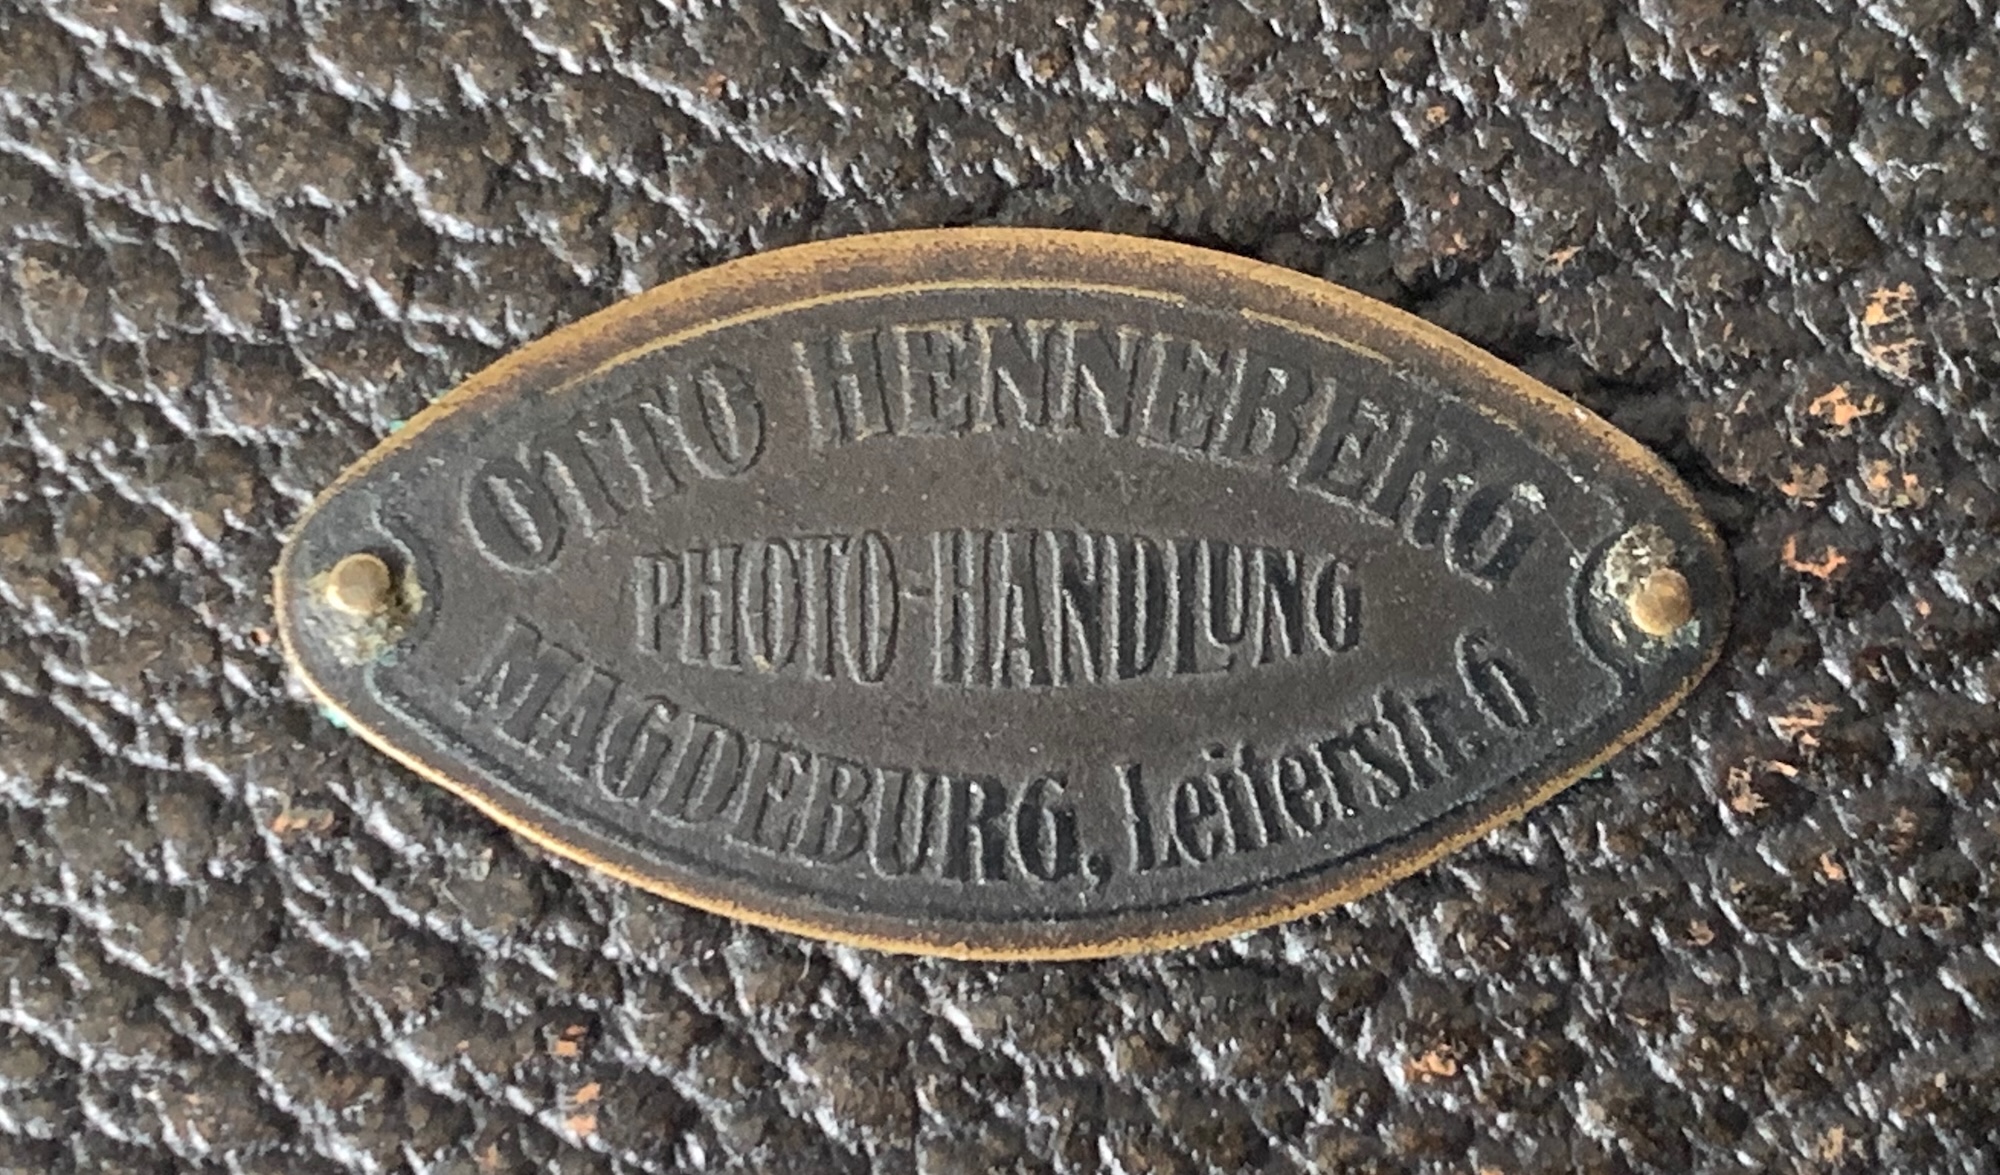 OTTO HENNEBERG
PHOTO-HANDLUNG
MAGDEBURG, Leiterstr. 6